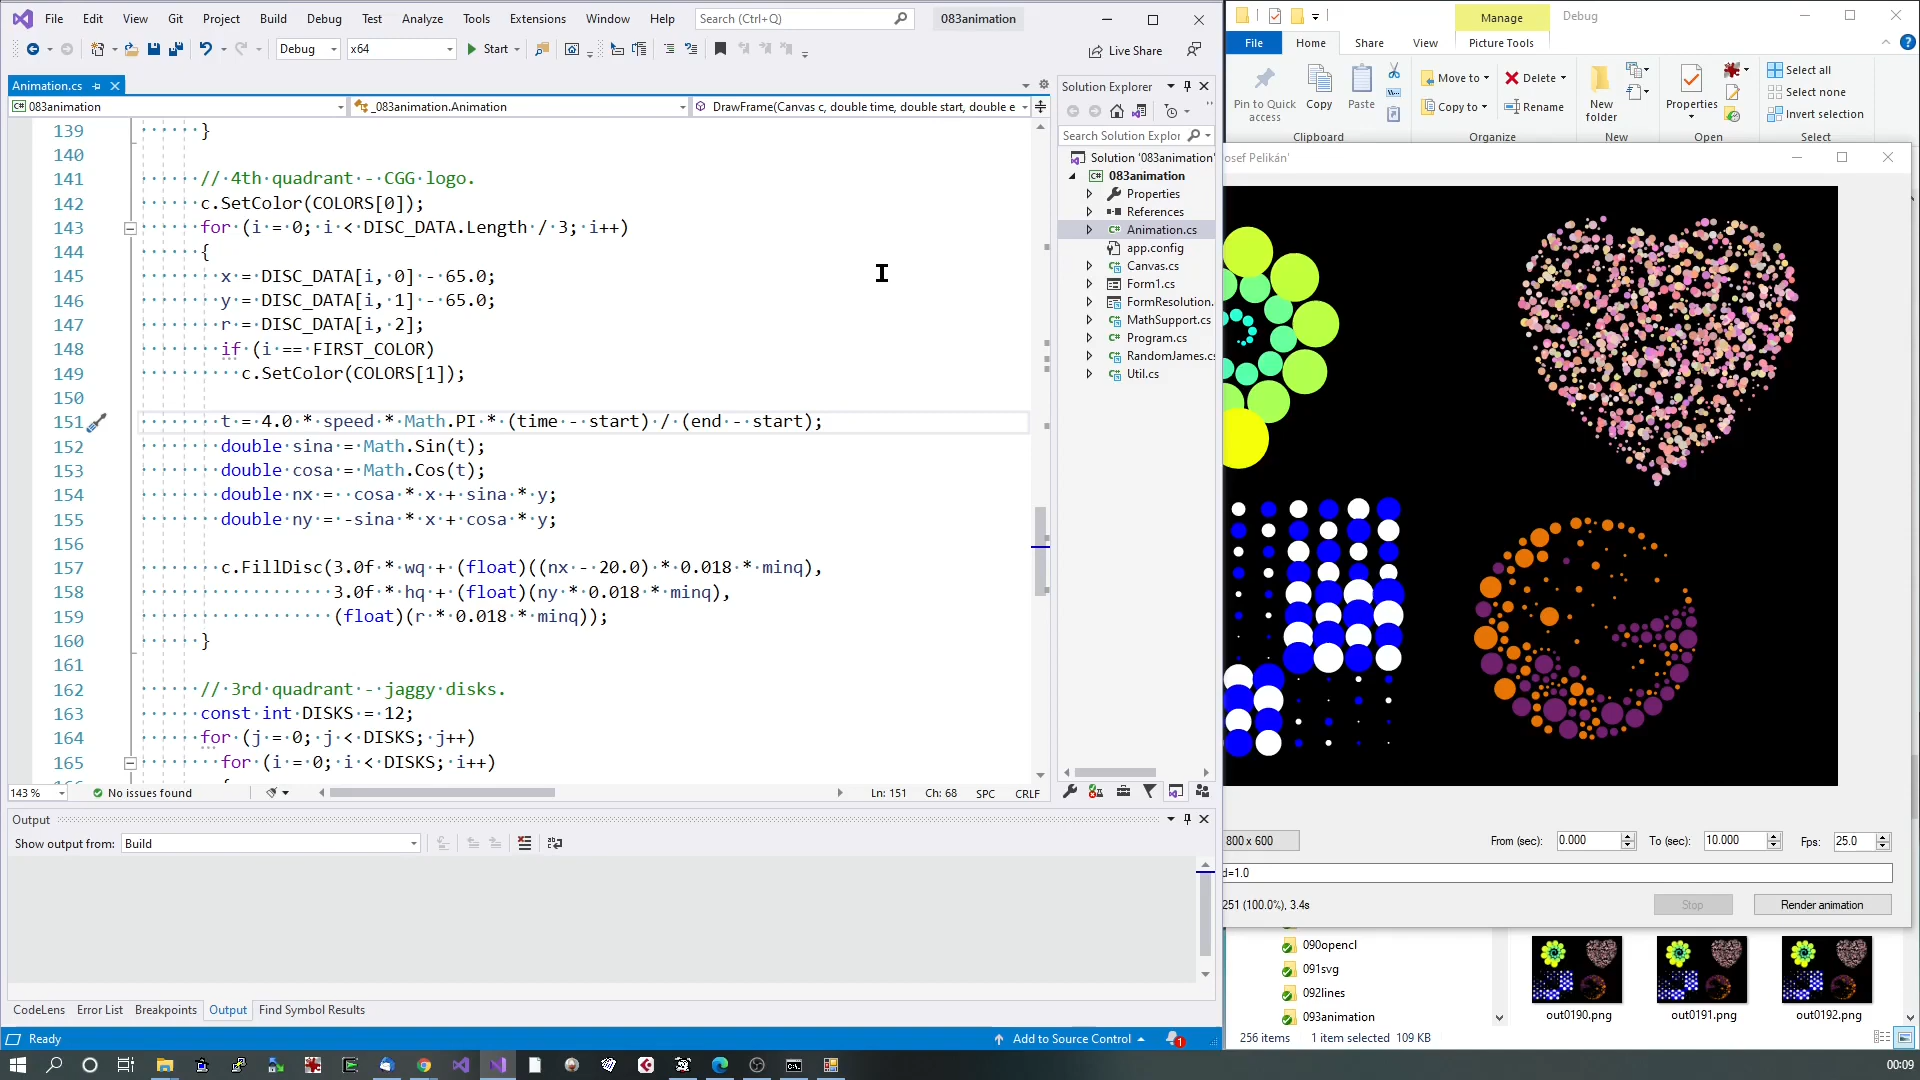 File Edit View Git Project Build Debug Test Analyze Tools Extensions Window Help Search (Ctrl+Q) 083animation
Debug x64 Start Live Share
Animation.cs
083animation _083animation.Animation DrawFrame(Canvas c, double time, double start, double e
139 }
140
141 // 4th quadrant - CGG logo.
142 c.SetColor(COLORS[0]);
143 for (i = 0; i < DISC_DATA.Length / 3; i++)
144 {
145 x = DISC_DATA[i, 0] - 65.0;
146 y = DISC_DATA[i, 1] - 65.0;
147 r = DISC_DATA[i, 2];
148 if (i == FIRST_COLOR)
149 c.SetColor(COLORS[1]);
150
151 t = 4.0 * speed * Math.PI * (time - start) / (end - start);
152 double sina = Math.Sin(t);
153 double cosa = Math.Cos(t);
154 double nx =  cosa * x + sina * y;
155 double ny = -sina * x + cosa * y;
156
157 c.FillDisc(3.0f * wq + (float)((nx - 20.0) * 0.018 * minq),
158 3.0f * hq + (float)(ny * 0.018 * minq),
159 (float)(r * 0.018 * minq));
160 }
161
162 // 3rd quadrant - jaggy disks.
163 const int DISKS = 12;
164 for (j = 0; j < DISKS; j++)
165 for (i = 0; i < DISKS; i++)
143 % No issues found Ln: 151 Ch: 68 SPC CRLF
Output
Show output from: Build
CodeLens Error List Breakpoints Output Find Symbol Results
Ready Add to Source Control 1
Solution Explorer
Search Solution Explor
Solution '083animation'
083animation
Properties
References
Animation.cs
app.config
Canvas.cs
Form1.cs
FormResolution.
MathSupport.cs
Program.cs
RandomJames.cs
Util.cs
Manage Debug
File Home Share View Picture Tools
Pin to Quick access
Copy
Paste
Move to
Copy to
Delete
Rename
New folder
Properties
Select all
Select none
Invert selection
Clipboard Organize New Open Select
osef Pelikán'
800 x 600 From (sec): 0.000 To (sec): 10.000 Fps: 25.0
d=1.0
251 (100.0%), 3.4s Stop Render animation
090opencl
091svg
092lines
093animation
out0190.png out0191.png out0192.png
256 items 1 item selected 109 KB
00:09